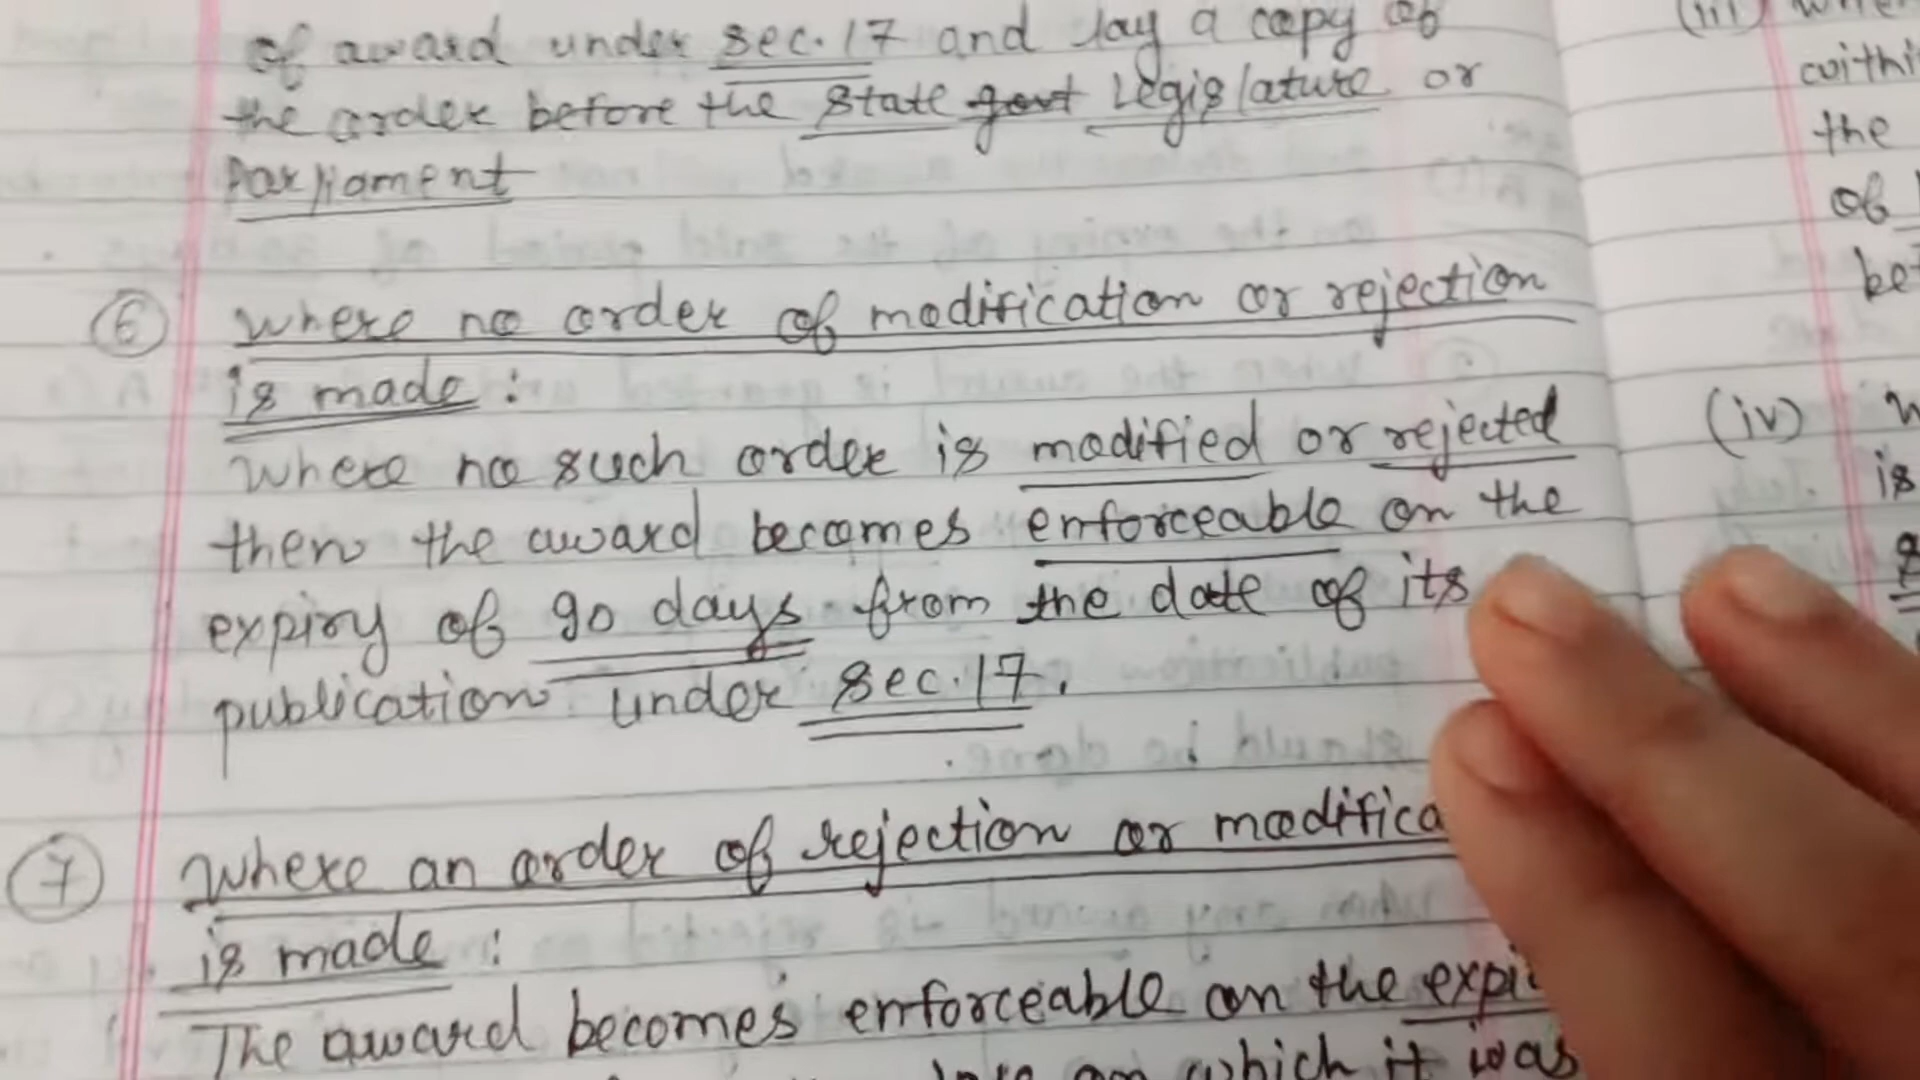 of award under sec. 17 and lay a copy of
the order before the state govt Legislature or
Parliament
⑥ where no order of modification or rejection
is made :
where no such order is modified or rejected
then the award becomes enforceable on the
expiry of 90 days from the date of its
publication under sec. 17.
⑦ Where an order of rejection or modifica
is made :
The award becomes enforceable on the expi
on which it was
(iii)
withi
the
of
be
(iv)
is